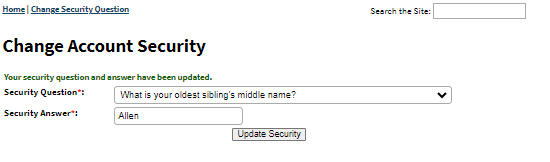 Home | Change Security Question
Search the Site:
Change Account Security
Your security question and answer have been updated.
Security Question*: What is your oldest sibling's middle name?
Security Answer*: Allen
Update Security